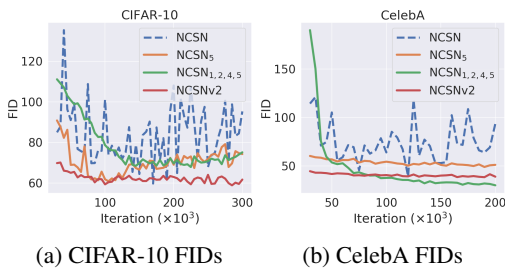 CIFAR-10
FID
120
100
80
60
100
200
300
Iteration (×10³)
NCSN
NCSN₅
NCSN₁,₂,₄,₅
NCSNv2
(a) CIFAR-10 FIDs
CelebA
FID
150
100
50
50
100
150
200
Iteration (×10³)
NCSN
NCSN₅
NCSN₁,₂,₄,₅
NCSNv2
(b) CelebA FIDs